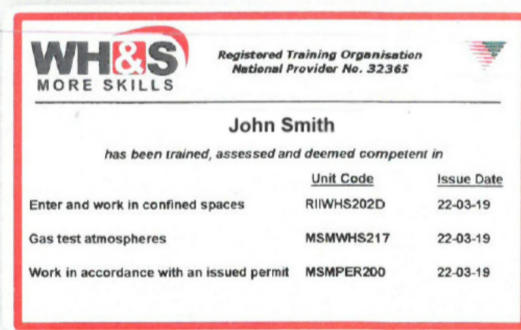 WH&S
MORE SKILLS
Registered Training Organisation
National Provider No. 32365
John Smith
has been trained, assessed and deemed competent in
Unit Code Issue Date
Enter and work in confined spaces RIIWHS202D 22-03-19
Gas test atmospheres MSMWHS217 22-03-19
Work in accordance with an issued permit MSMPER200 22-03-19